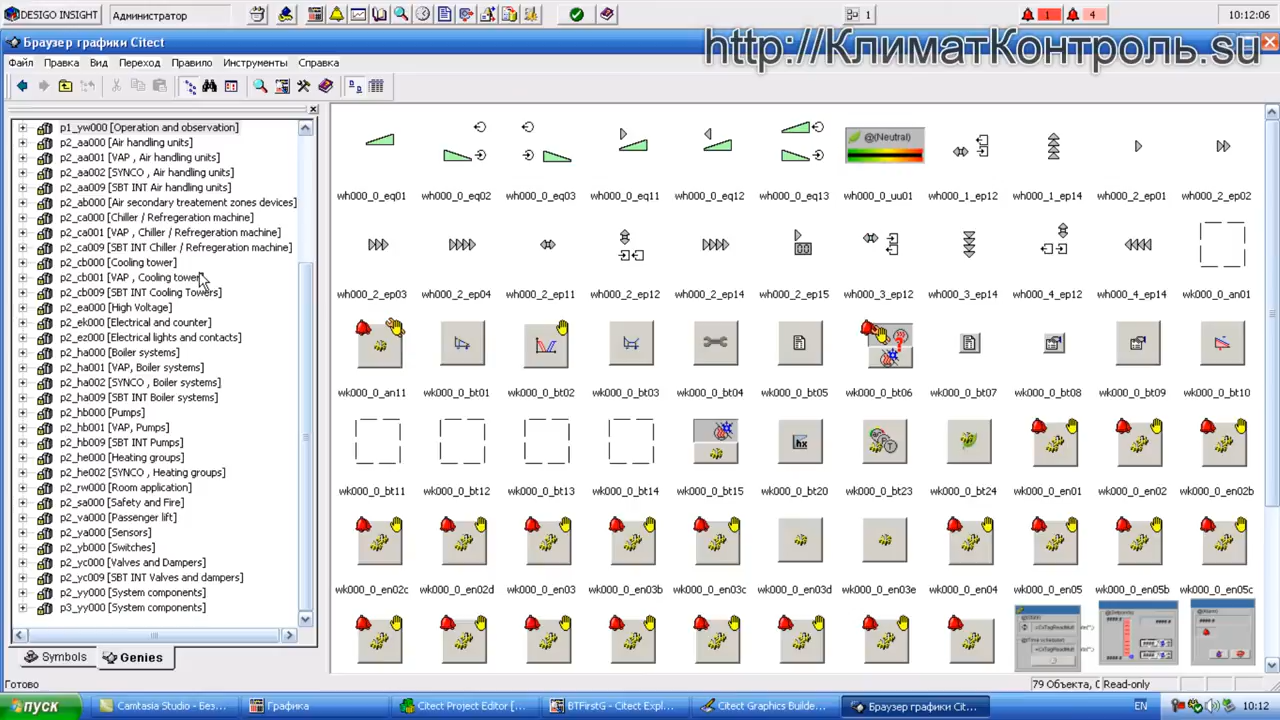 DESIGO INSIGHT
Администратор
1
1
4
10:12:06
Браузер графики Citect
http://КлиматКонтроль.su
Файл Правка Вид Переход Правило Инструменты Справка
p1_yw000 [Operation and observation]
p2_aa000 [Air handling units]
p2_aa001 [VAP , Air handling units]
p2_aa002 [SYNCO , Air handling units]
p2_aa009 [SBT INT Air handling units]
p2_ab000 [Air secondary treatement zones devices]
p2_ca000 [Chiller / Refregeration machine]
p2_ca001 [VAP , Chiller / Refregeration machine]
p2_ca009 [SBT INT Chiller / Refregeration machine]
p2_cb000 [Cooling tower]
p2_cb001 [VAP , Cooling tower]
p2_cb009 [SBT INT Cooling Towers]
p2_ea000 [High Voltage]
p2_ek000 [Electrical and counter]
p2_ez000 [Electrical lights and contacts]
p2_ha000 [Boiler systems]
p2_ha001 [VAP, Boiler systems]
p2_ha002 [SYNCO , Boiler systems]
p2_ha009 [SBT INT Boiler systems]
p2_hb000 [Pumps]
p2_hb001 [VAP, Pumps]
p2_hb009 [SBT INT Pumps]
p2_he000 [Heating groups]
p2_he002 [SYNCO , Heating groups]
p2_rw000 [Room application]
p2_sa000 [Safety and Fire]
p2_va000 [Passenger lift]
p2_ya000 [Sensors]
p2_yb000 [Switches]
p2_yc000 [Valves and Dampers]
p2_yc009 [SBT INT Valves and dampers]
p2_yy000 [System components]
p3_yy000 [System components]
Symbols Genies
@(Neutral)
wh000_0_eq01 wh000_0_eq02 wh000_0_eq03 wh000_0_eq11 wh000_0_eq12 wh000_0_eq13 wh000_0_uu01 wh000_1_ep12 wh000_1_ep14 wh000_2_ep01 wh000_2_ep02
wh000_2_ep03 wh000_2_ep04 wh000_2_ep11 wh000_2_ep12 wh000_2_ep14 wh000_2_ep15 wh000_3_ep12 wh000_3_ep14 wh000_4_ep12 wh000_4_ep14 wk000_0_an01
wk000_0_an11 wk000_0_bt01 wk000_0_bt02 wk000_0_bt03 wk000_0_bt04 wk000_0_bt05 wk000_0_bt06 wk000_0_bt07 wk000_0_bt08 wk000_0_bt09 wk000_0_bt10
hx
wk000_0_bt11 wk000_0_bt12 wk000_0_bt13 wk000_0_bt14 wk000_0_bt15 wk000_0_bt20 wk000_0_bt23 wk000_0_bt24 wk000_0_en01 wk000_0_en02 wk000_0_en02b
wk000_0_en02c wk000_0_en02d wk000_0_en03 wk000_0_en03b wk000_0_en03c wk000_0_en03d wk000_0_en03e wk000_0_en04 wk000_0_en05 wk000_0_en05b wk000_0_en05c
Готово
79 Объекта, С
Read-only
пуск
Camtasia Studio - Без...
Графика
Citect Project Editor [...
BTFirstG - Citect Expl...
Citect Graphics Builde...
Браузер графики Cit...
EN
10:12